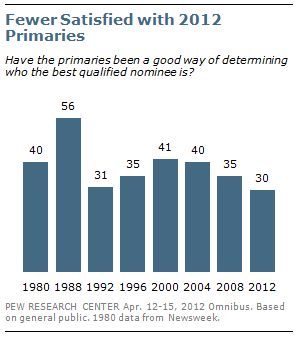 Fewer Satisfied with 2012
Primaries
Have the primaries been a good way of determining
who the best qualified nominee is?
40 56 31 35 41 40 35 30
1980 1988 1992 1996 2000 2004 2008 2012
PEW RESEARCH CENTER Apr. 12-15, 2012 Omnibus. Based
on general public. 1980 data from Newsweek.